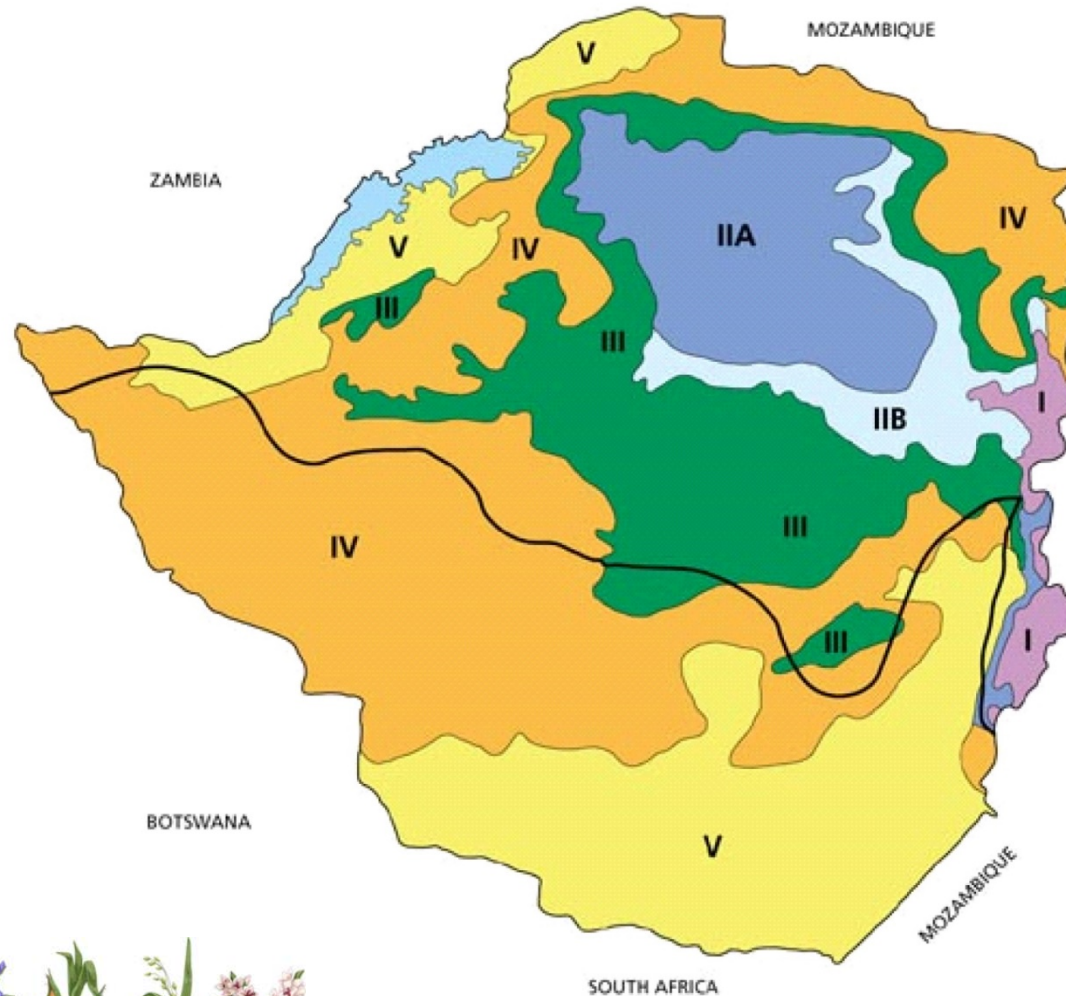 MOZAMBIQUE
V
ZAMBIA
IV
IIA
V
IV
III
III
I
IIB
III
IV
III
I
BOTSWANA
V
MOZAMBIQUE
SOUTH AFRICA